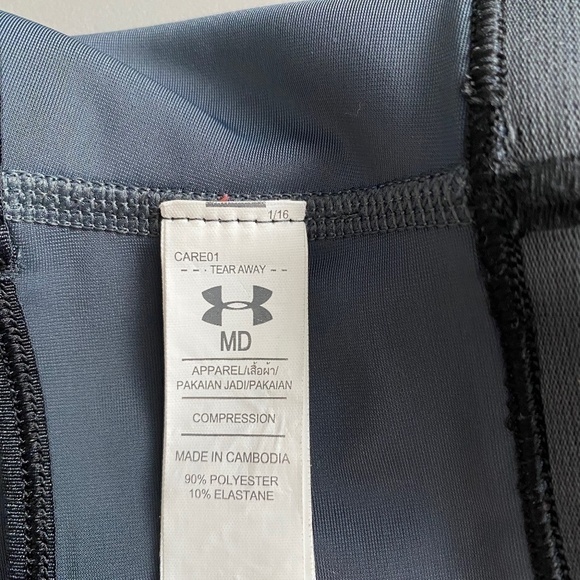 1/16
CARE01
- - - · TEAR AWAY · - - -
MD
APPAREL/เสื้อผ้า/
PAKAIAN JADI/PAKAIAN
COMPRESSION
MADE IN CAMBODIA
90% POLYESTER
10% ELASTANE